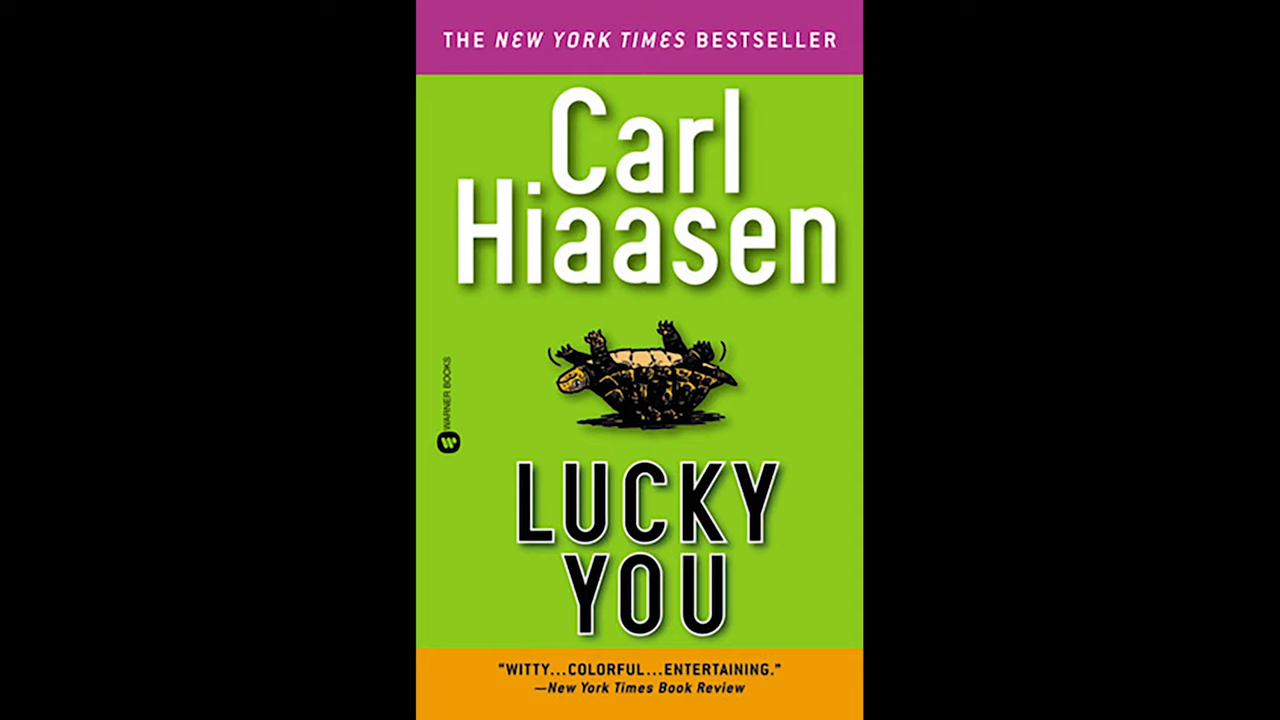 THE NEW YORK TIMES BESTSELLER
Carl
Hiaasen
WARNER BOOKS
LUCKY
YOU
“WITTY...COLORFUL...ENTERTAINING.”
—New York Times Book Review